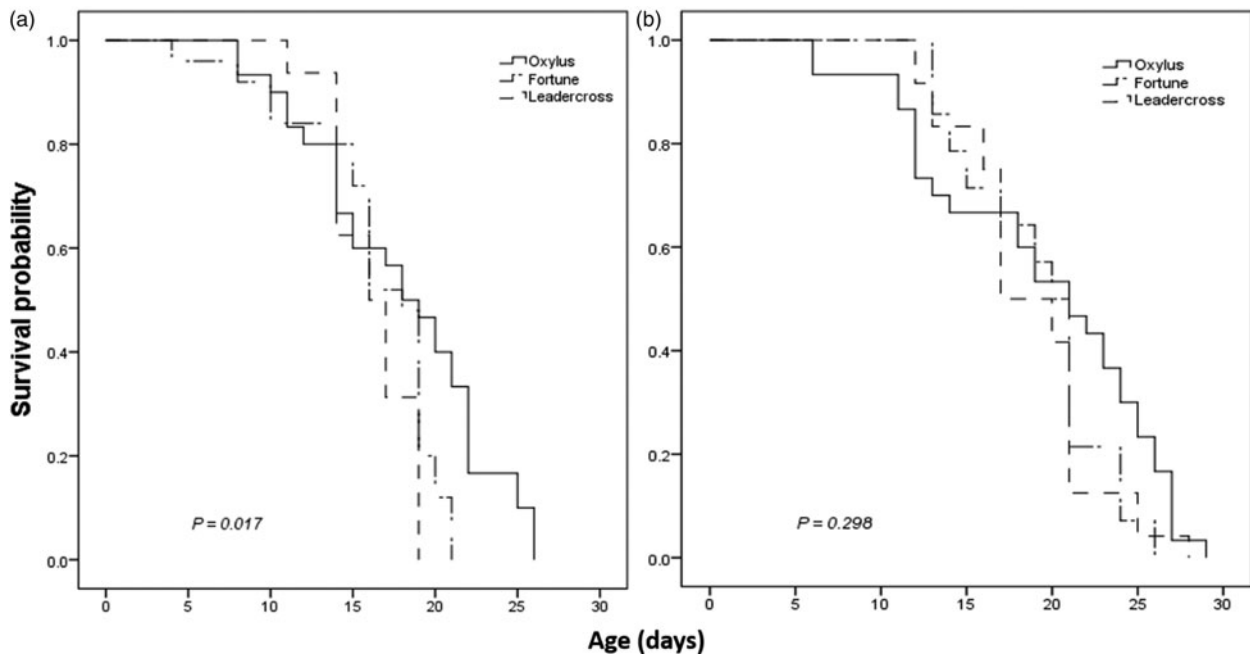 (a)
1.0
0.8
0.6
0.4
0.2
0.0
Survival probability
Oxylus
Fortune
Leadercross
P = 0.017
0 5 10 15 20 25 30
(b)
1.0
0.8
0.6
0.4
0.2
0.0
Oxylus
Fortune
Leadercross
P = 0.298
0 5 10 15 20 25 30
Age (days)